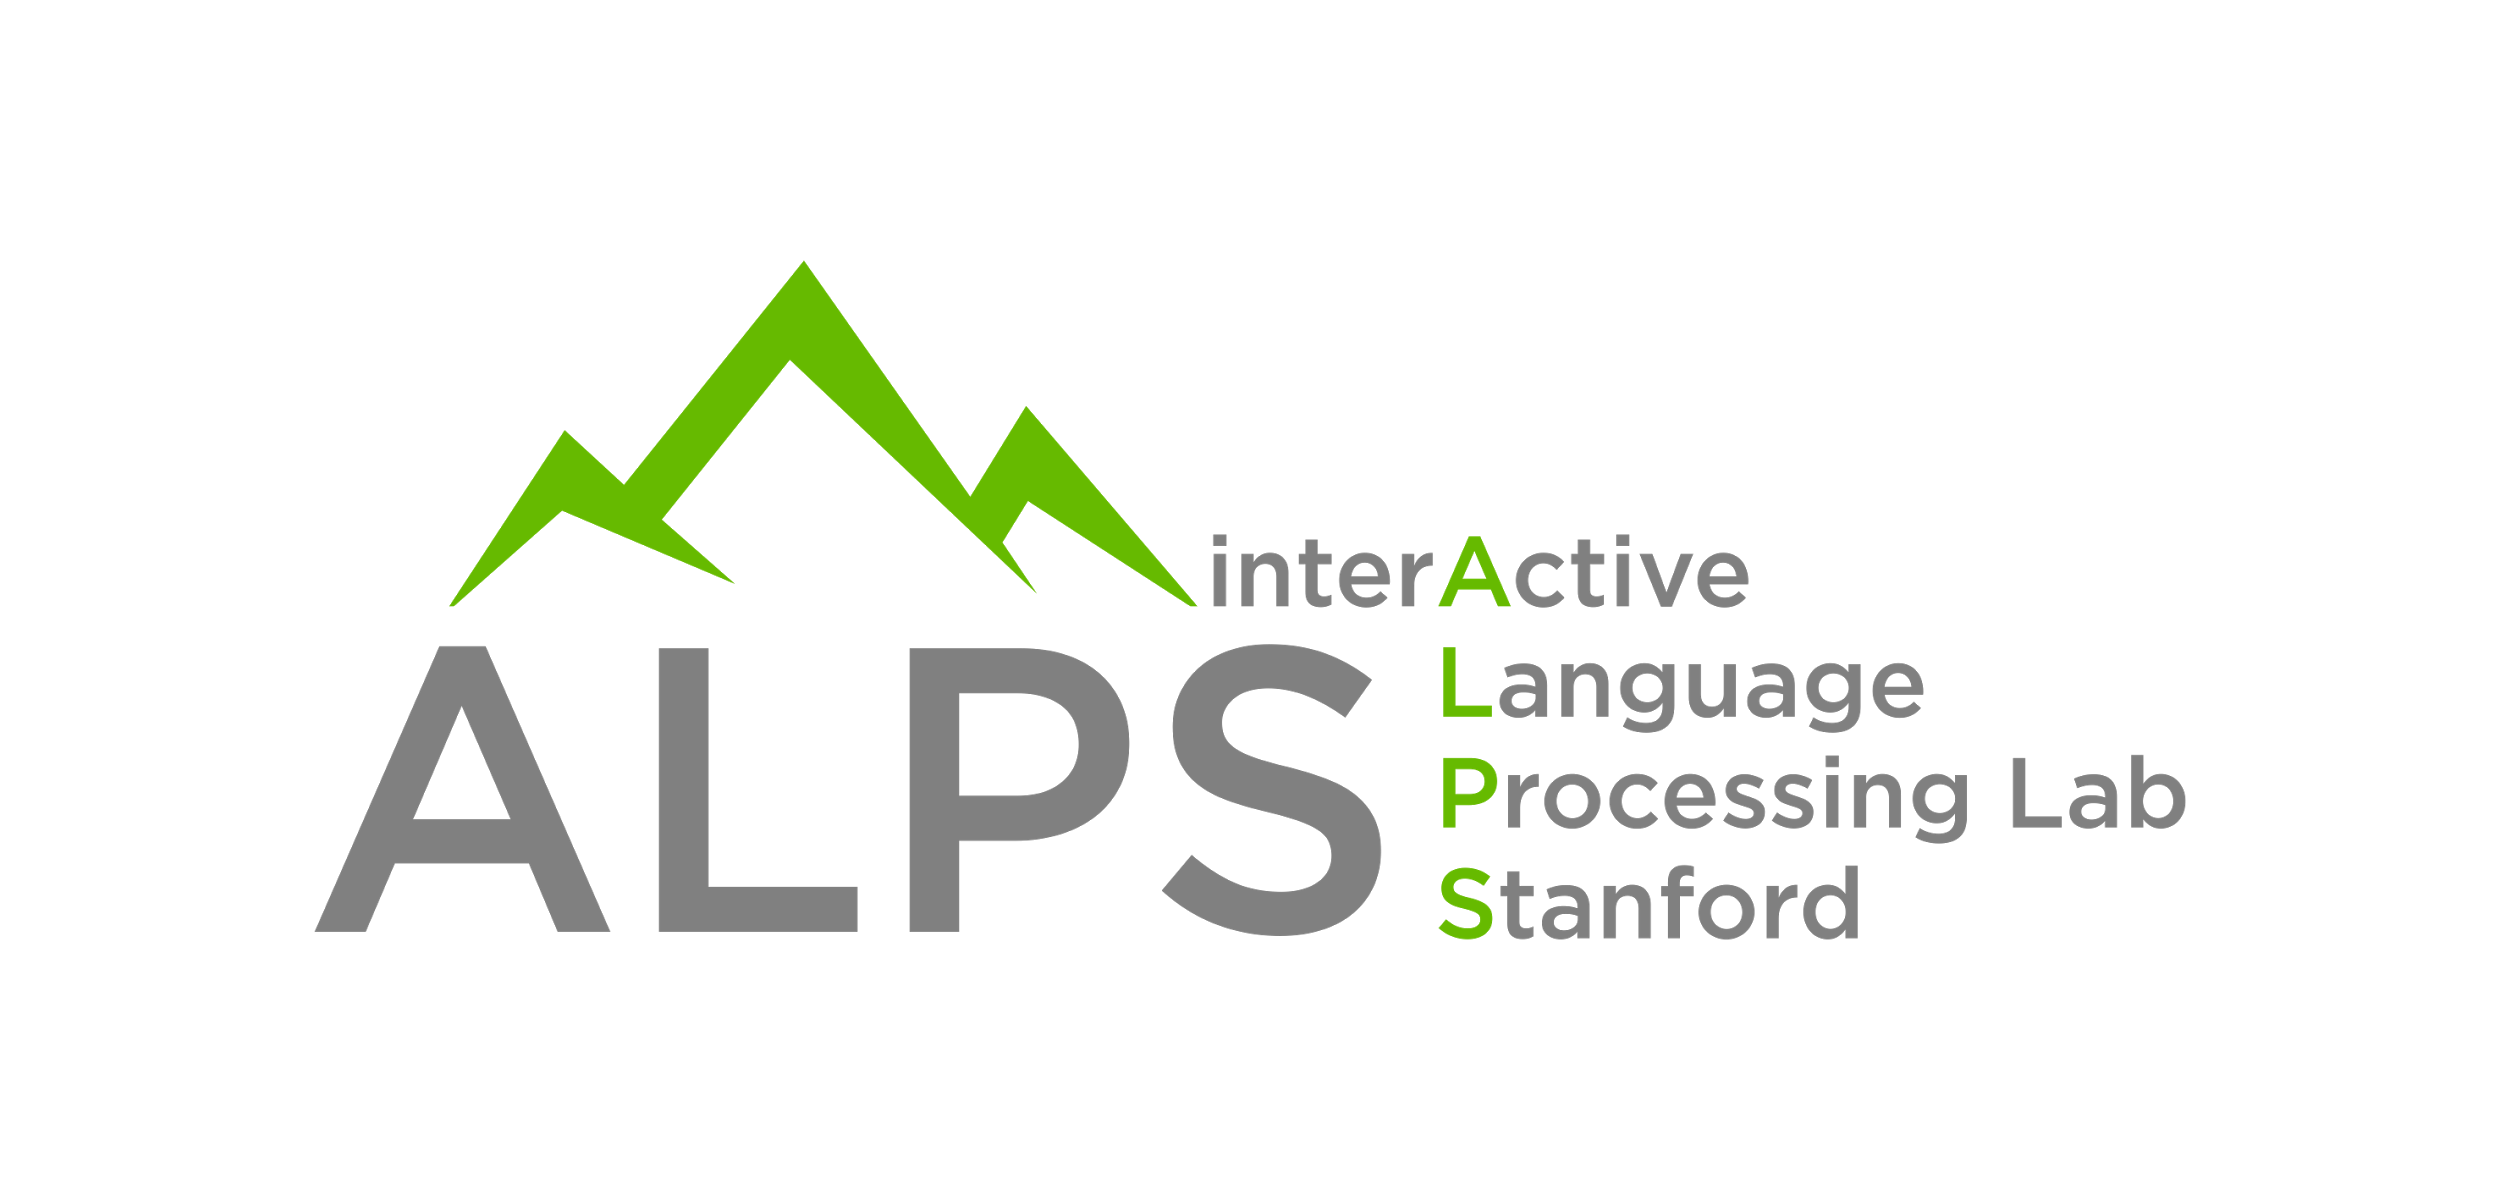 ALPS
interActive
Language
Processing Lab
Stanford